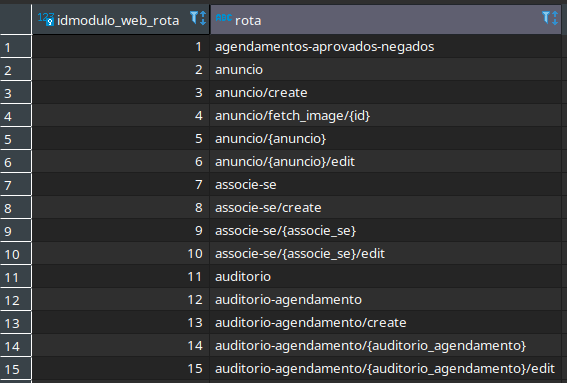 123 idmodulo_web_rota ABC rota
1 1 agendamentos-aprovados-negados
2 2 anuncio
3 3 anuncio/create
4 4 anuncio/fetch_image/{id}
5 5 anuncio/{anuncio}
6 6 anuncio/{anuncio}/edit
7 7 associe-se
8 8 associe-se/create
9 9 associe-se/{associe_se}
10 10 associe-se/{associe_se}/edit
11 11 auditorio
12 12 auditorio-agendamento
13 13 auditorio-agendamento/create
14 14 auditorio-agendamento/{auditorio_agendamento}
15 15 auditorio-agendamento/{auditorio_agendamento}/edit